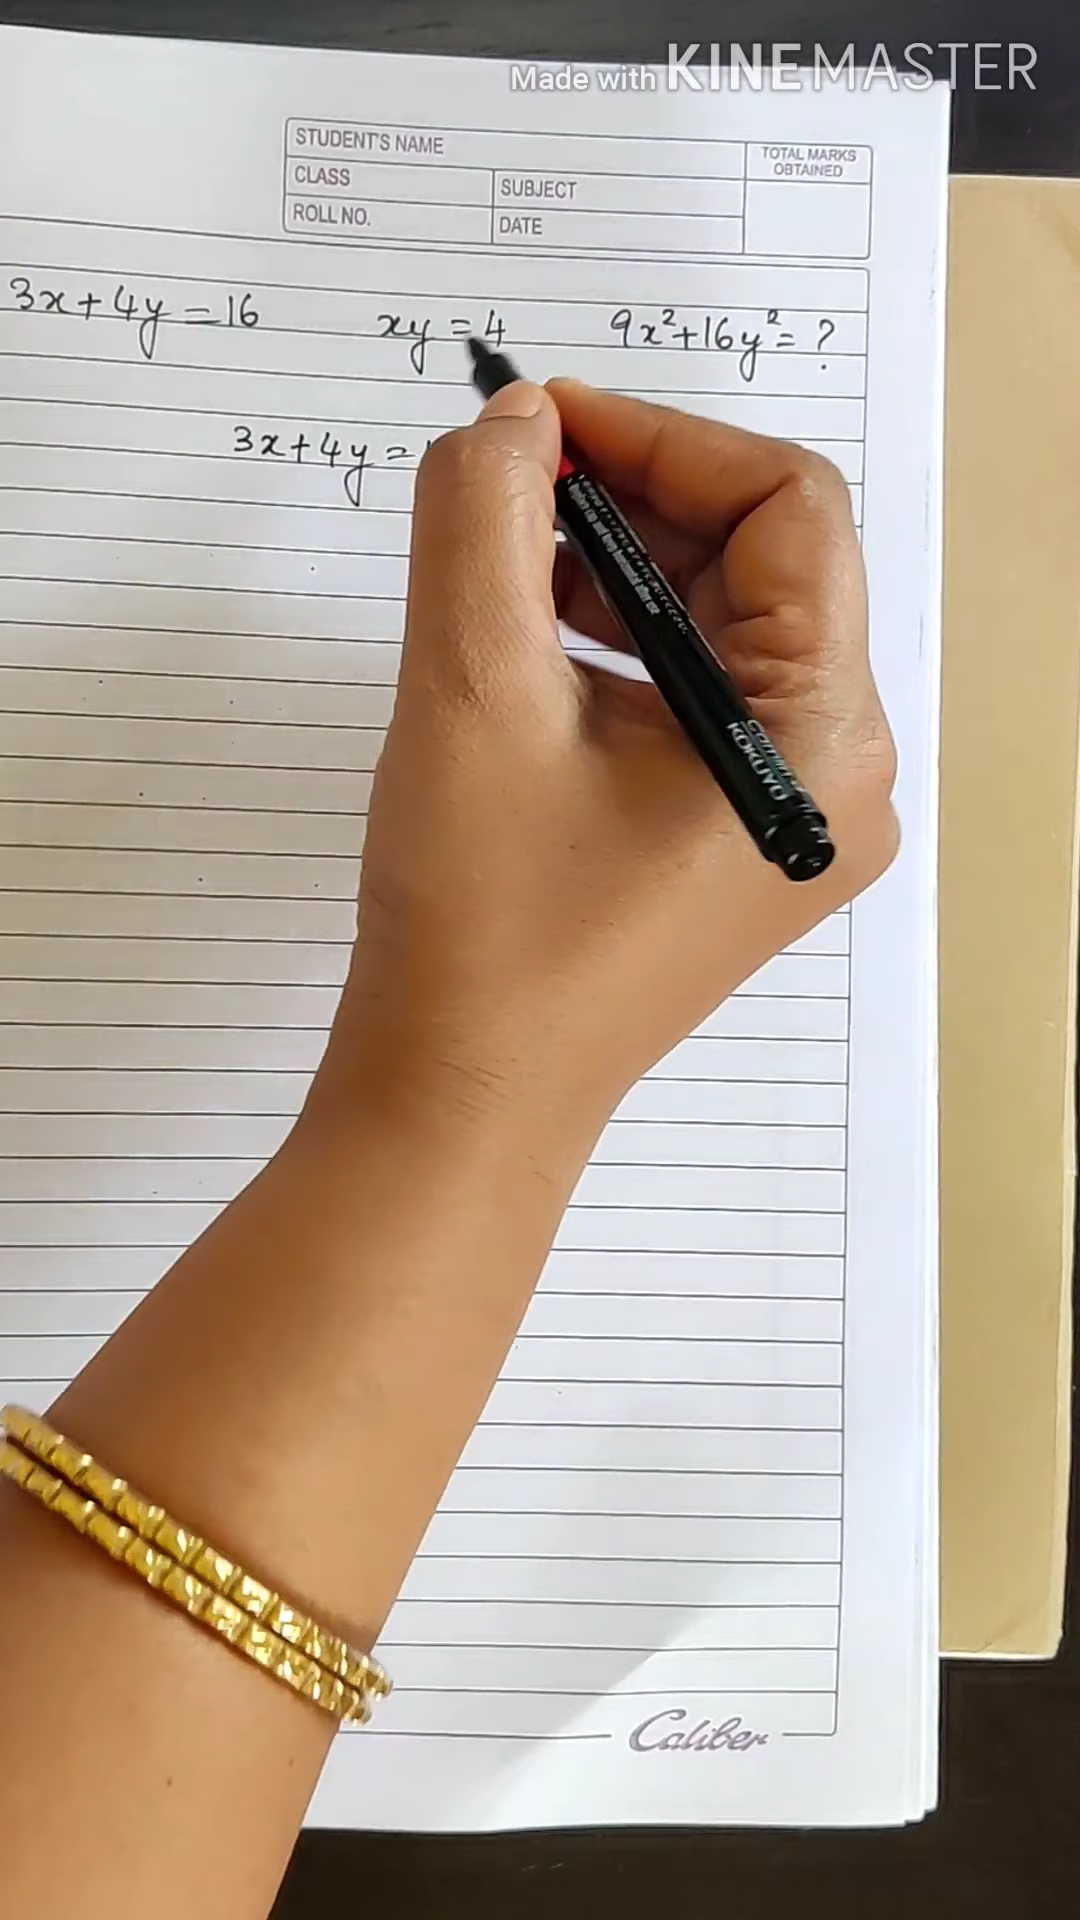 Made with KINEMASTER
STUDENT'S NAME
TOTAL MARKS OBTAINED
CLASS
SUBJECT
ROLL NO.
DATE
3x+4y=16 xy=4 9x²+16y²=?
3x+4y=
KOKUYO
Caliber